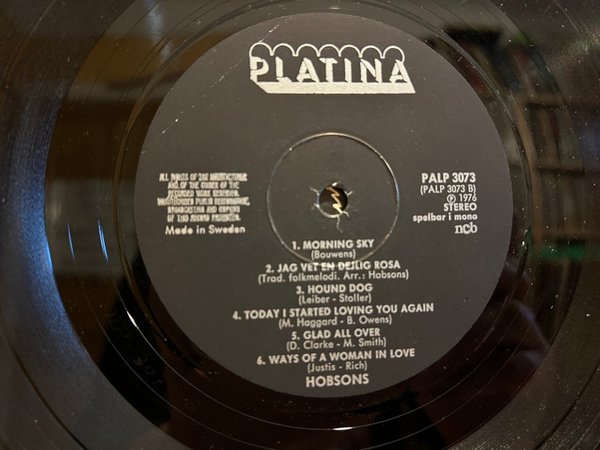 PLATINA
ALL RIGHTS OF THE MANUFACTURER
AND OF THE OWNER OF THE
RECORDED WORK RESERVED.
UNAUTHORISED PUBLIC PERFORMANCE,
BROADCASTING AND COPYING
OF THIS RECORD PROHIBITED.
Made in Sweden
PALP 3073
(PALP 3073 B)
Ⓟ 1976
STEREO
spelbar i mono
ncb
1. MORNING SKY
(Bouwens)
2. JAG VET EN DEJLIG ROSA
(Trad. folkmelodi. Arr.: Hobsons)
3. HOUND DOG
(Leiber - Stoller)
4. TODAY I STARTED LOVING YOU AGAIN
(M. Haggard - B. Owens)
5. GLAD ALL OVER
(D. Clarke - M. Smith)
6. WAYS OF A WOMAN IN LOVE
(Justis - Rich)
HOBSONS